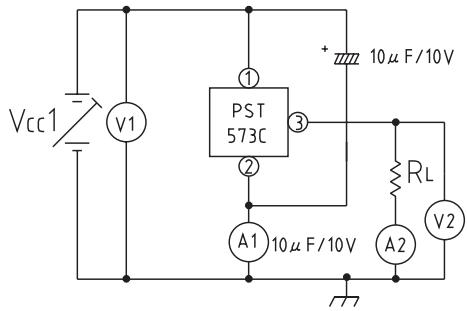 +
10μF/10V
1
PST
573C
3
VCC1
V1
2
RL
V2
A1
10μF/10V
A2